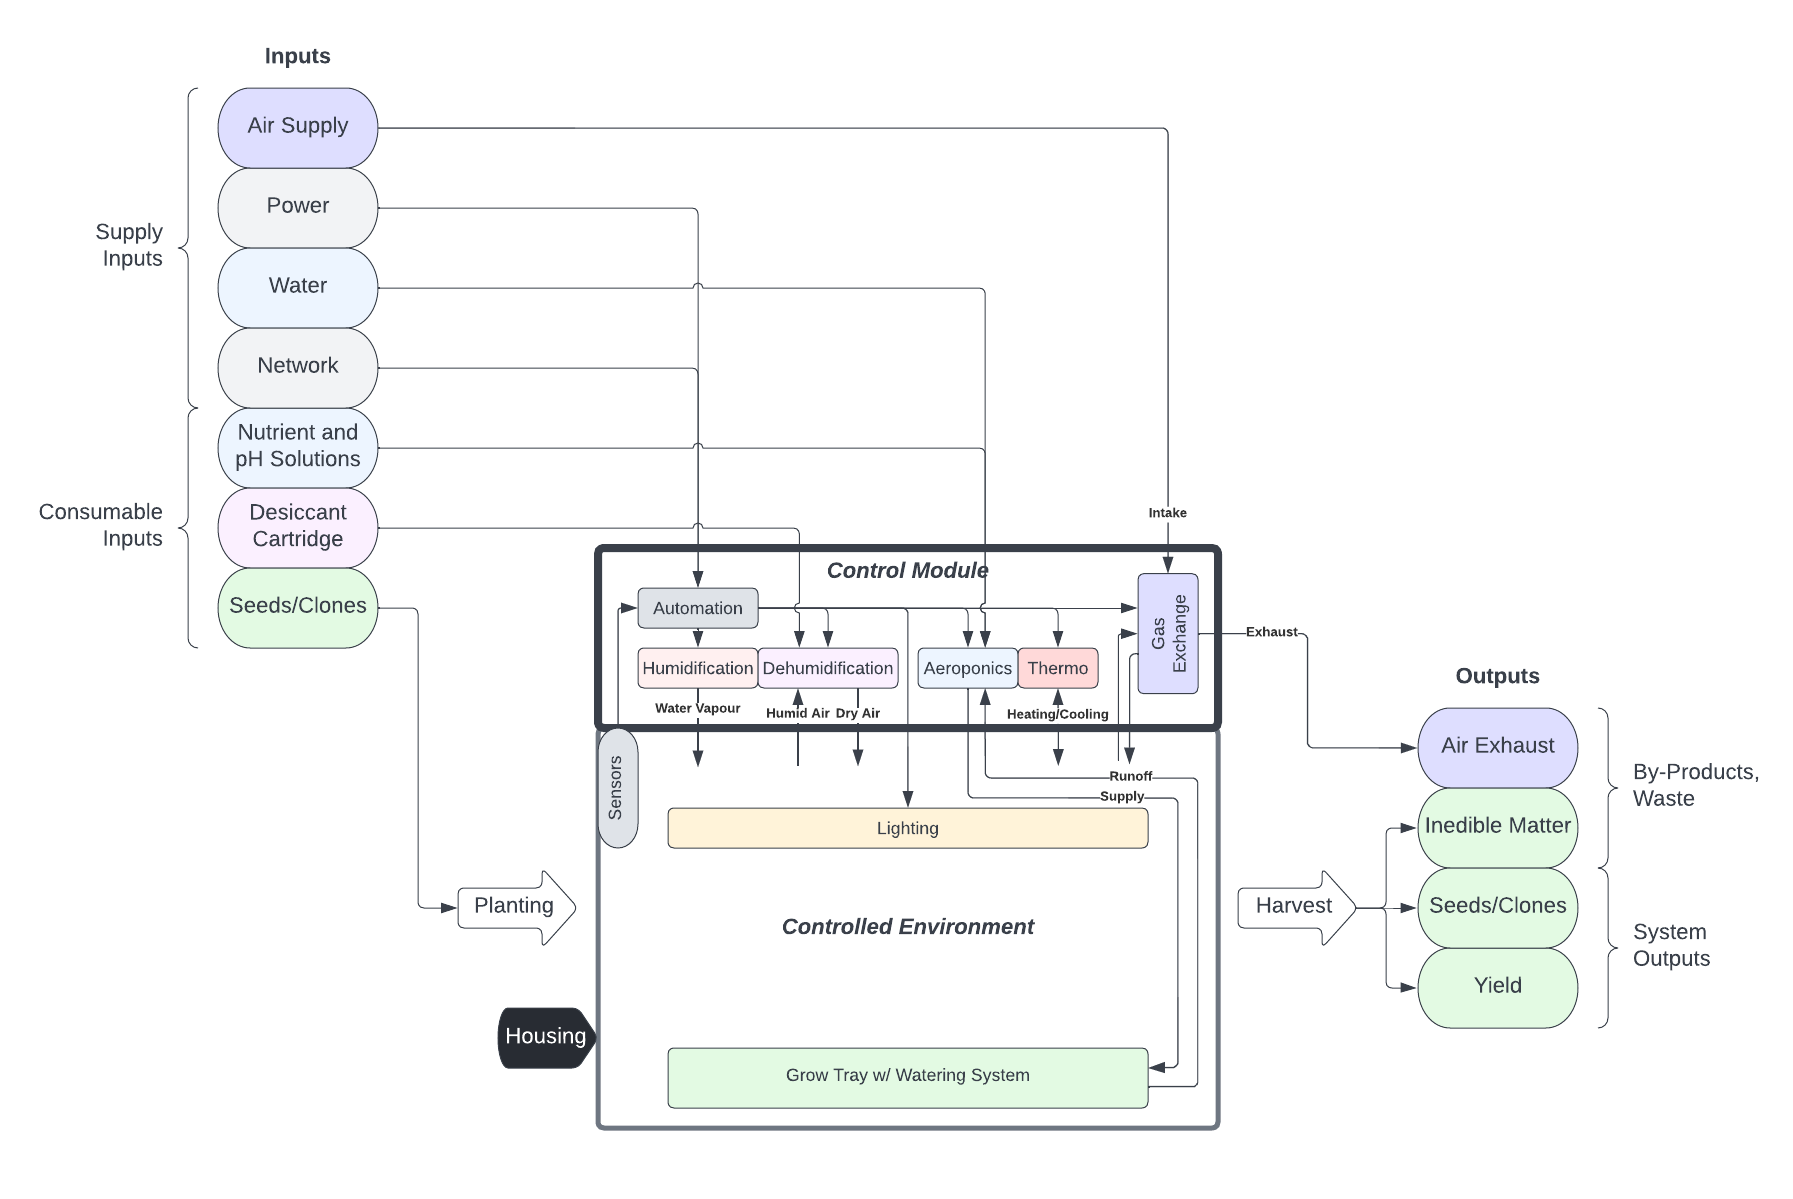 Inputs
Air Supply
Power
Supply
Inputs
Water
Network
Nutrient and
pH Solutions
Consumable
Inputs
Desiccant
Cartridge
Seeds/Clones
Intake
Control Module
Automation
Gas
Exchange
Humidification
Dehumidification
Aeroponics
Thermo
Water Vapour
Humid Air
Dry Air
Heating/Cooling
Exhaust
Sensors
Runoff
Supply
Lighting
Planting
Controlled Environment
Housing
Grow Tray w/ Watering System
Harvest
Outputs
Air Exhaust
By-Products,
Waste
Inedible Matter
Seeds/Clones
System
Outputs
Yield